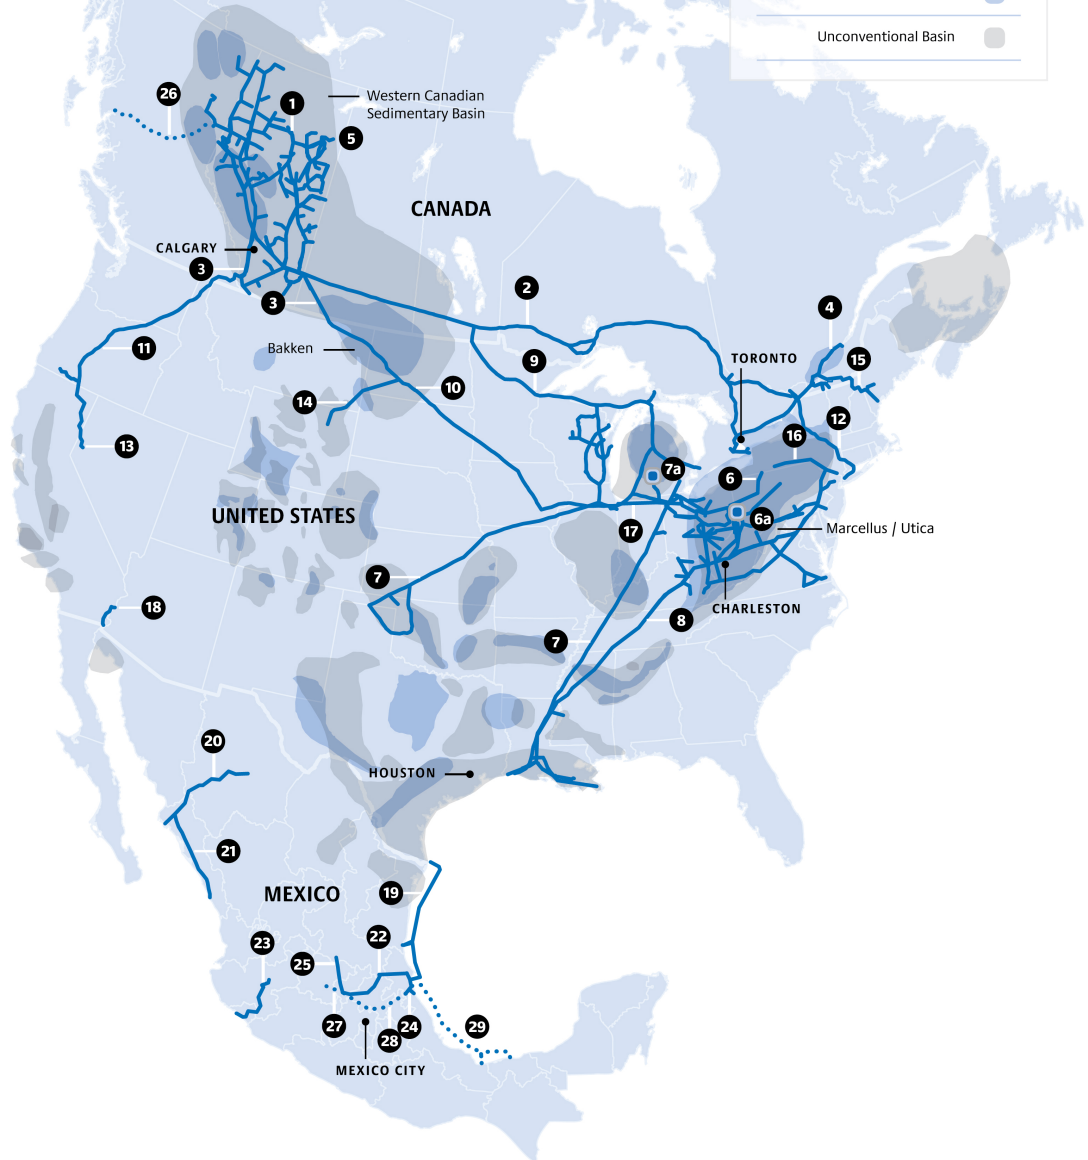 Unconventional Basin
26
1
Western Canadian
Sedimentary Basin
5
CANADA
CALGARY
3
3
2
4
11
Bakken
9
TORONTO
15
10
14
12
13
16
7a
6
UNITED STATES
6a
17
Marcellus / Utica
7
18
CHARLESTON
8
7
20
HOUSTON
21
MEXICO
19
22
23
25
27
24
29
28
MEXICO CITY